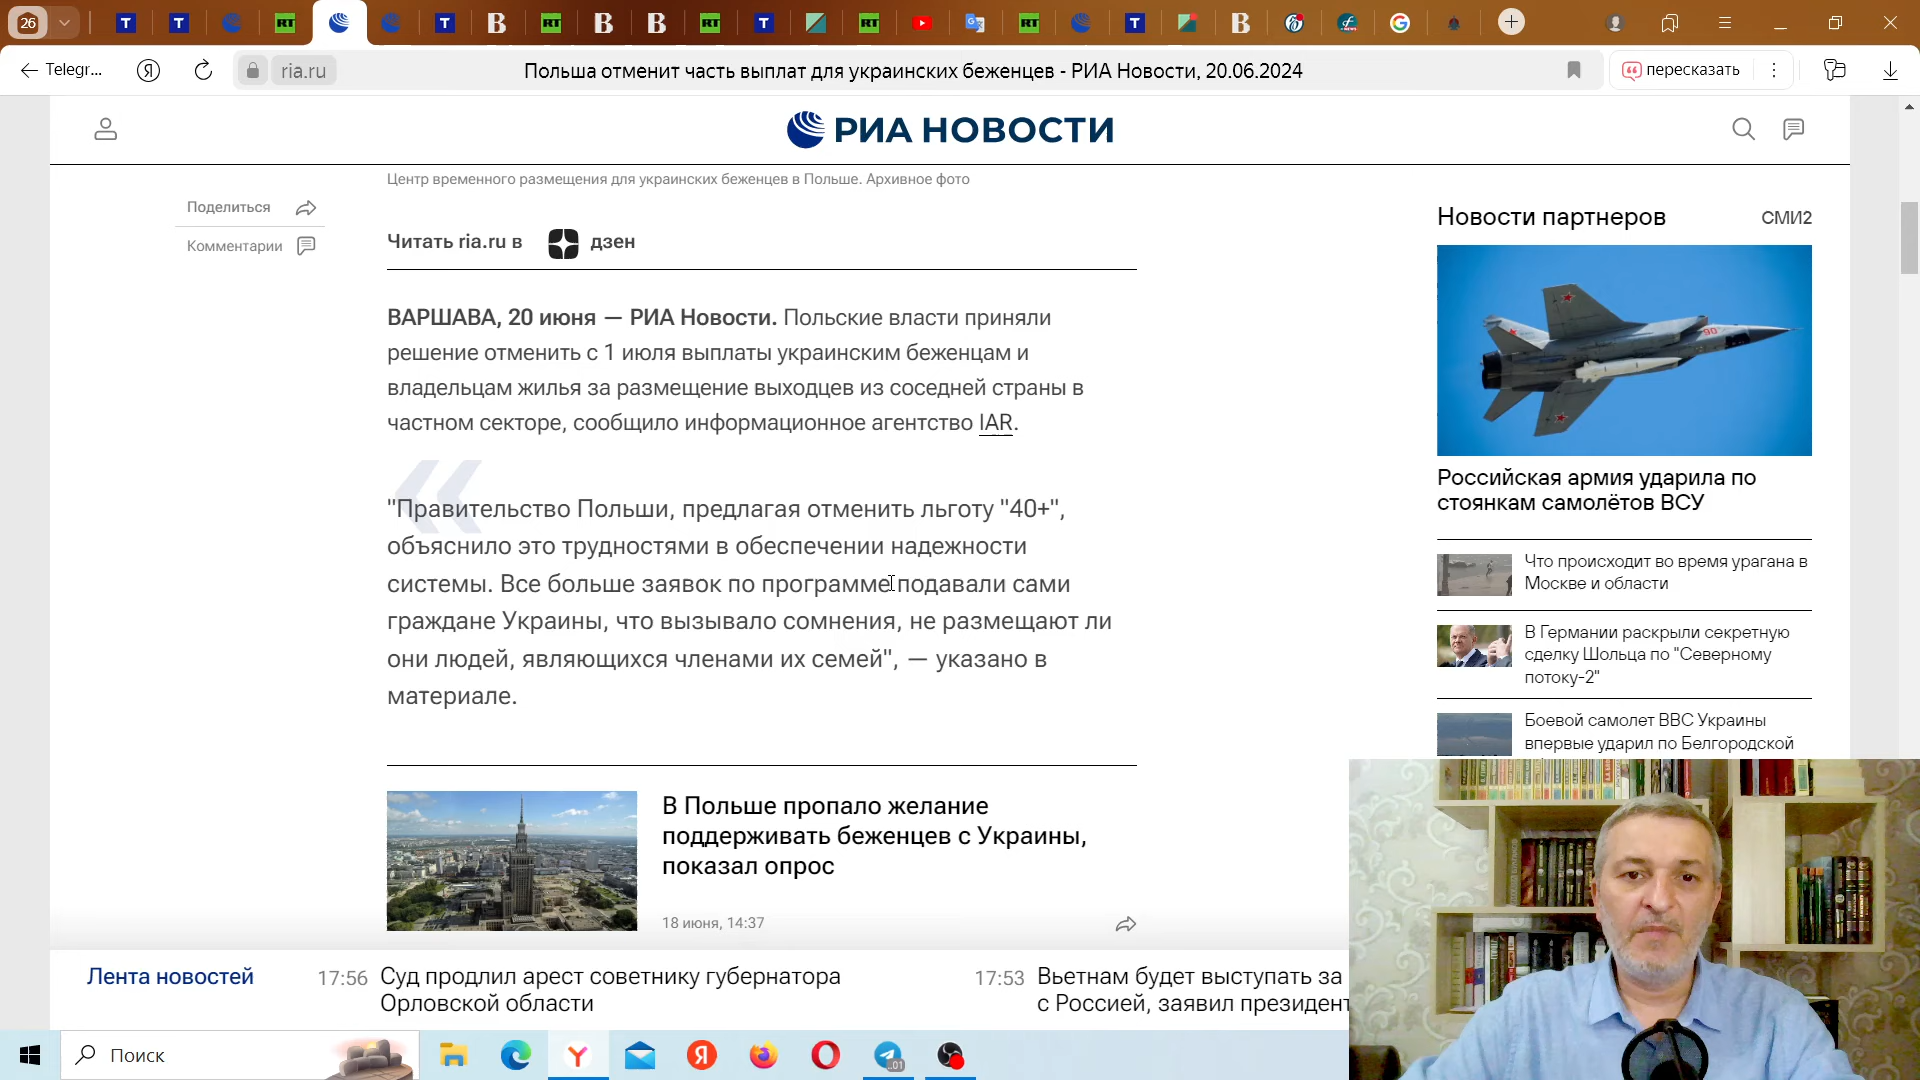 26
Telegr...
ria.ru
Польша отменит часть выплат для украинских беженцев - РИА Новости, 20.06.2024
пересказать
РИА НОВОСТИ
Центр временного размещения для украинских беженцев в Польше. Архивное фото
Поделиться
Комментарии
Читать ria.ru в дзен
ВАРШАВА, 20 июня — РИА Новости. Польские власти приняли
решение отменить с 1 июля выплаты украинским беженцам и
владельцам жилья за размещение выходцев из соседней страны в
частном секторе, сообщило информационное агентство IAR.
"Правительство Польши, предлагая отменить льготу "40+",
объяснило это трудностями в обеспечении надежности
системы. Все больше заявок по программе подавали сами
граждане Украины, что вызывало сомнения, не размещают ли
они людей, являющихся членами их семей", — указано в
материале.
В Польше пропало желание
поддерживать беженцев с Украины,
показал опрос
18 июня, 14:37
Новости партнеров
СМИ2
Российская армия ударила по
стоянкам самолётов ВСУ
Что происходит во время урагана в
Москве и области
В Германии раскрыли секретную
сделку Шольца по "Северному
потоку-2"
Боевой самолет ВВС Украины
впервые ударил по Белгородской
Лента новостей
17:56
Суд продлил арест советнику губернатора
Орловской области
17:53
Вьетнам будет выступать за
с Россией, заявил президент
Поиск